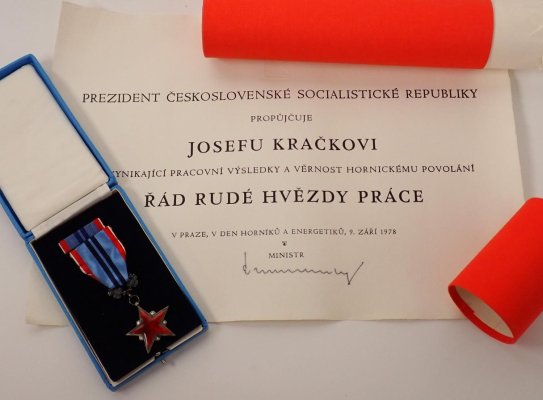 PREZIDENT ČESKOSLOVENSKÉ SOCIALISTICKÉ REPUBLIKY
PROPŮJČUJE
JOSEFU KRAČKOVI
YNIKAJÍCÍ PRACOVNÍ VÝSLEDKY A VĚRNOST HORNICKÉMU POVOLÁNÍ
ŘÁD RUDÉ HVĚZDY PRÁCE
V PRAZE, V DEN HORNÍKŮ A ENERGETIKŮ, 9. ZÁŘÍ 1978
MINISTR